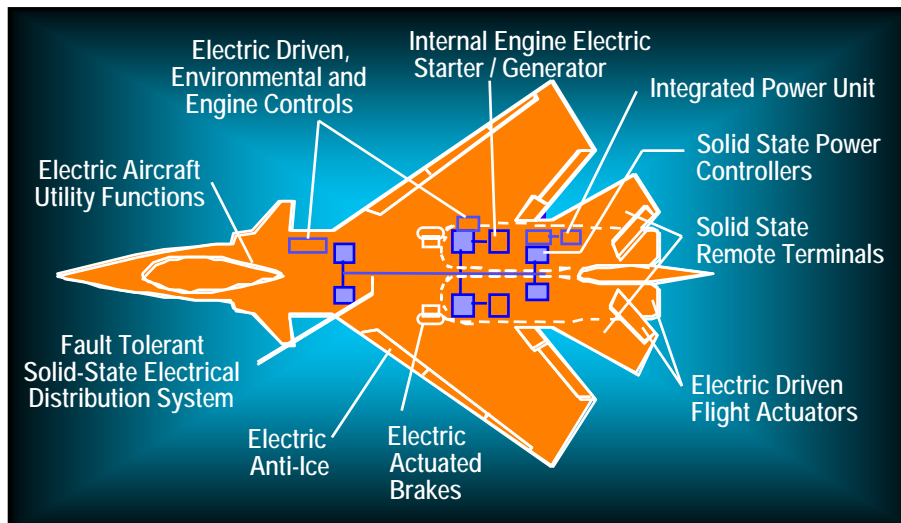 Electric Driven,
Environmental and
Engine Controls
Internal Engine Electric
Starter / Generator
Integrated Power Unit
Solid State Power
Controllers
Electric Aircraft
Utility Functions
Solid State
Remote Terminals
Fault Tolerant
Solid-State Electrical
Distribution System
Electric Driven
Flight Actuators
Electric
Anti-Ice
Electric
Actuated
Brakes